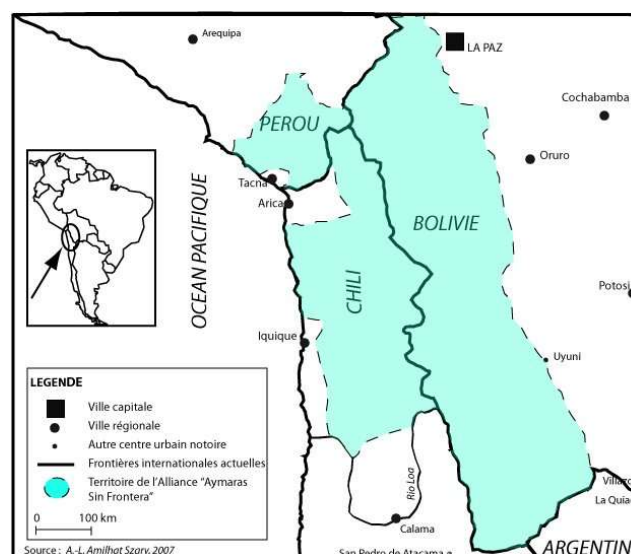 Arequipa
LA PAZ
Cochabamba
PEROU
Oruro
Tacna
Arica
BOLIVIE
OCEAN PACIFIQUE
CHILI
Potosi
Iquique
Uyuni
LEGENDE
Ville capitale
Ville régionale
Autre centre urbain notoire
Frontières internationales actuelles
Territoire de l'Alliance "Aymaras
Sin Frontera"
0 100 km
Rio Loa
Villazo
La Quia
Calama
ARGENTIN
San Pedro de Atacama
Source : A.-L. Amilhat Szary, 2007